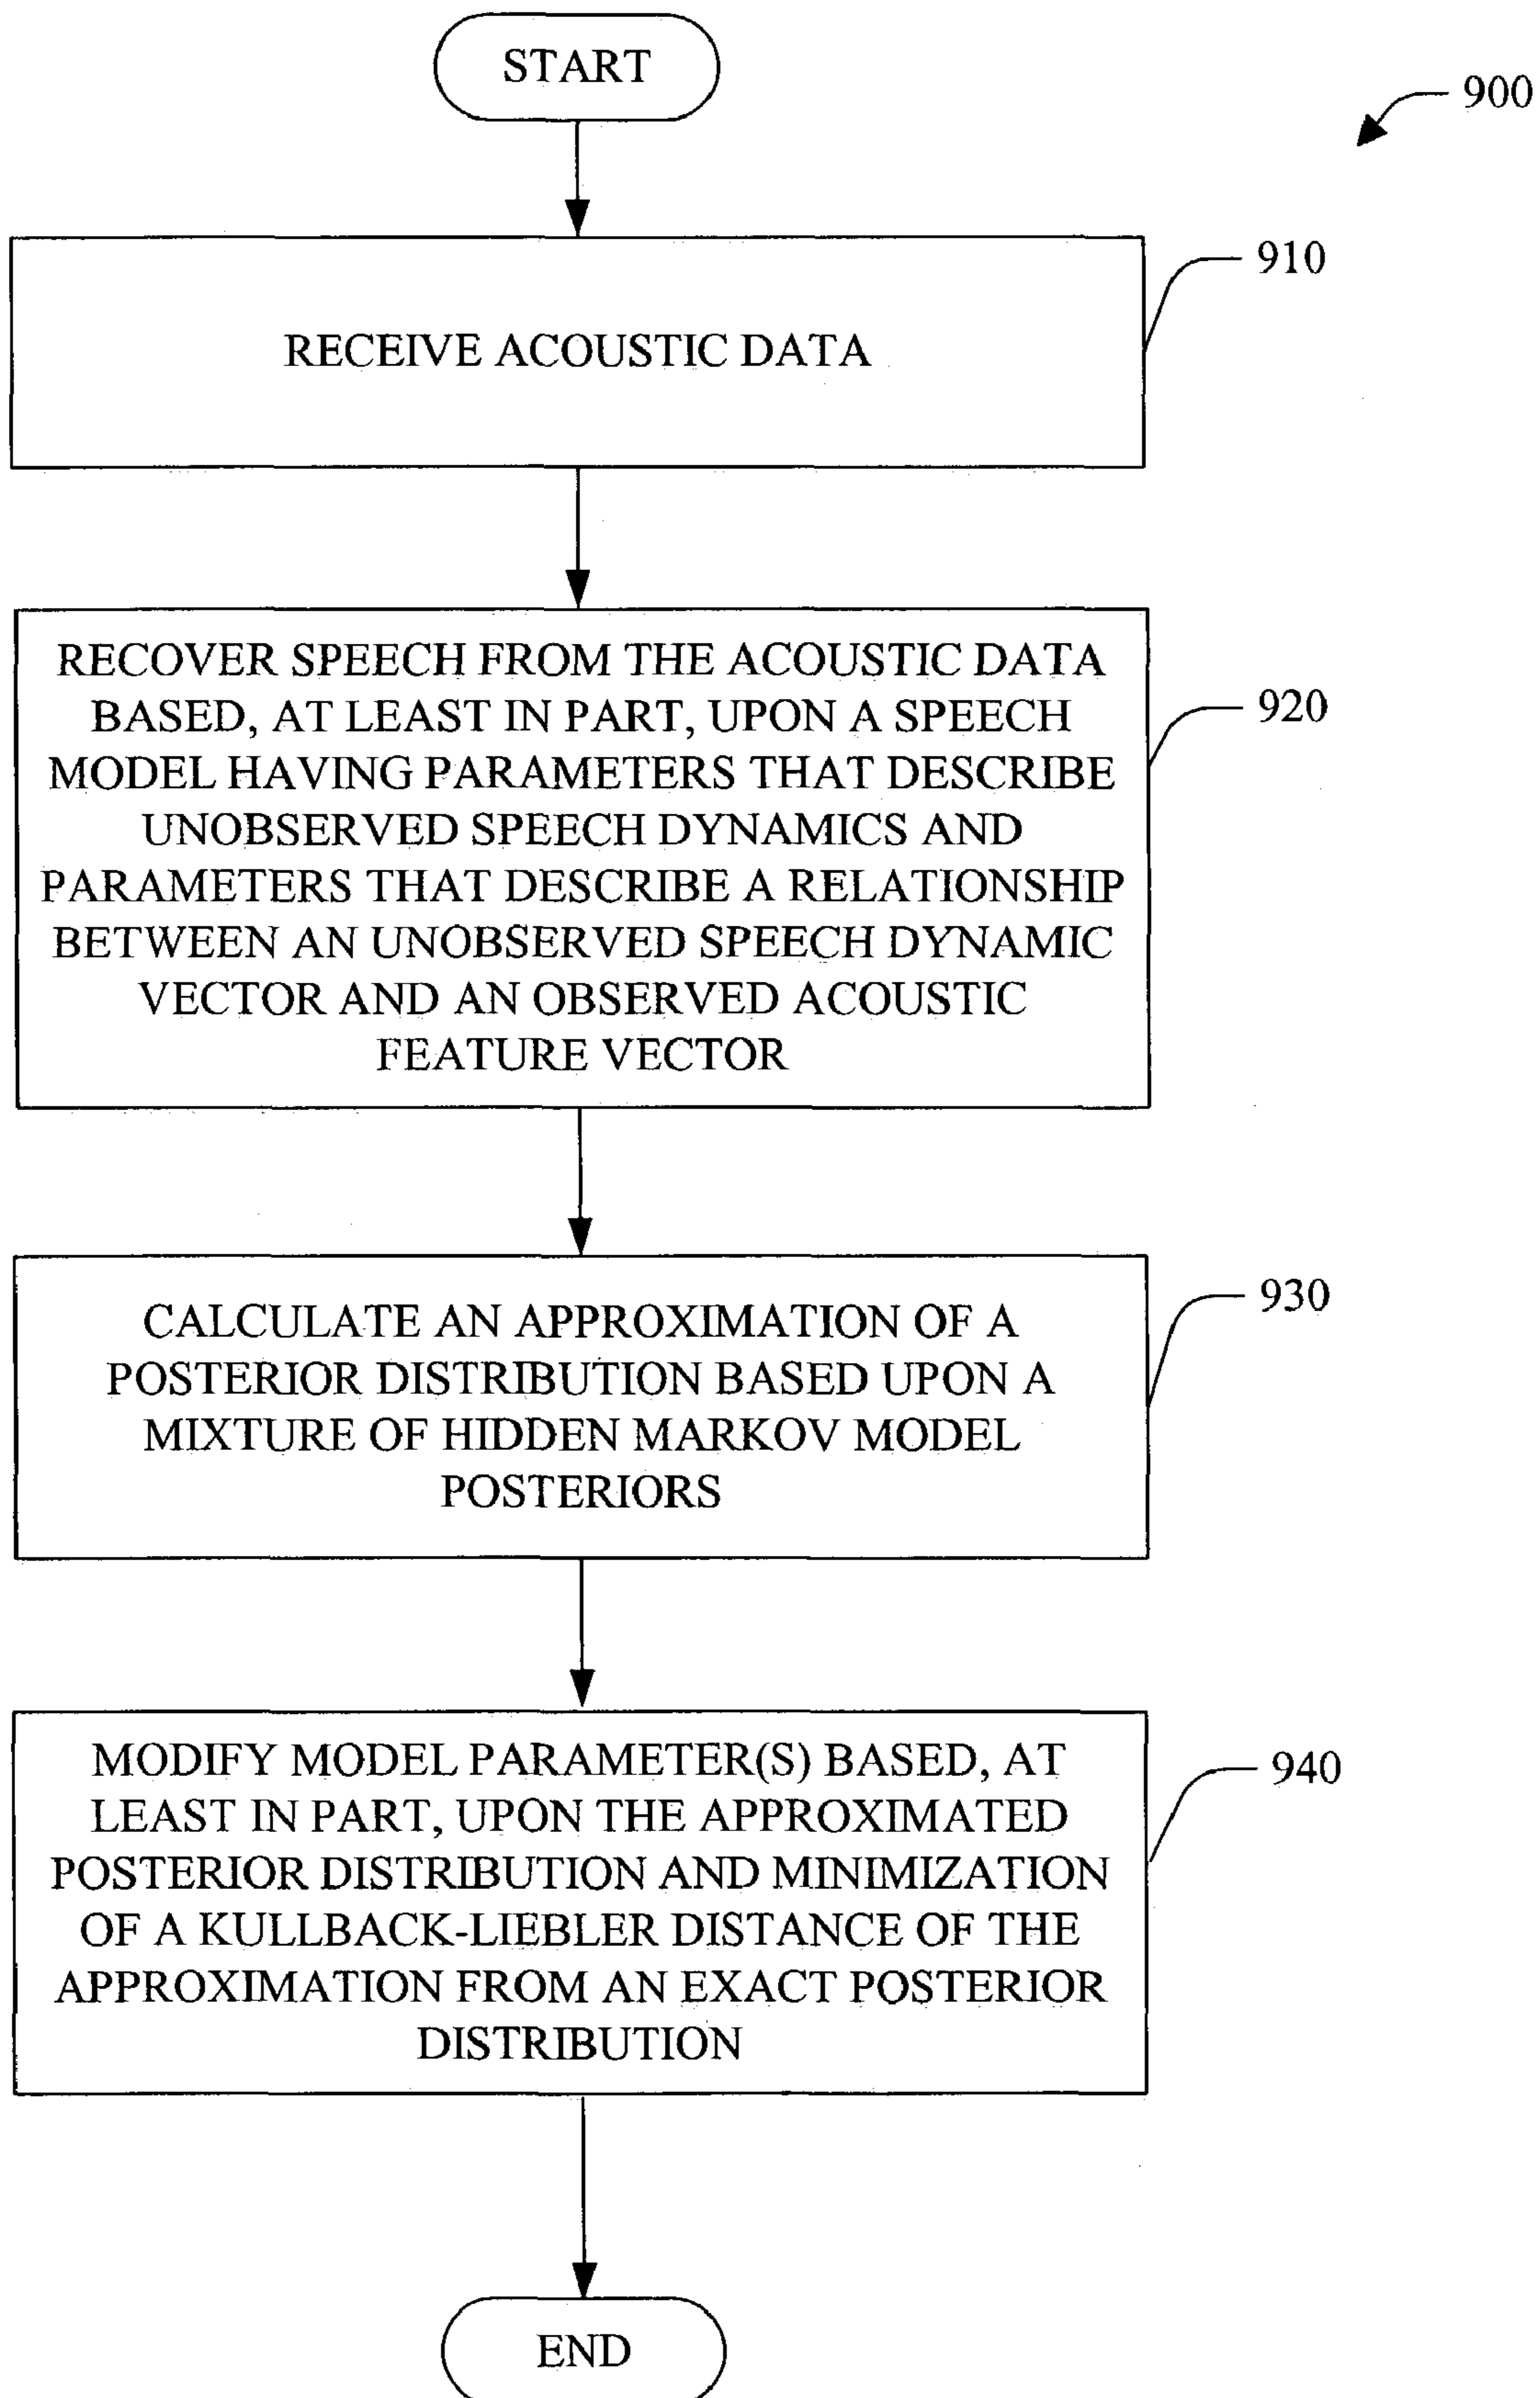 START
900
910
RECEIVE ACOUSTIC DATA
RECOVER SPEECH FROM THE ACOUSTIC DATA
BASED, AT LEAST IN PART, UPON A SPEECH
MODEL HAVING PARAMETERS THAT DESCRIBE
UNOBSERVED SPEECH DYNAMICS AND
PARAMETERS THAT DESCRIBE A RELATIONSHIP
BETWEEN AN UNOBSERVED SPEECH DYNAMIC
VECTOR AND AN OBSERVED ACOUSTIC
FEATURE VECTOR
920
CALCULATE AN APPROXIMATION OF A
POSTERIOR DISTRIBUTION BASED UPON A
MIXTURE OF HIDDEN MARKOV MODEL
POSTERIORS
930
MODIFY MODEL PARAMETER(S) BASED, AT
LEAST IN PART, UPON THE APPROXIMATED
POSTERIOR DISTRIBUTION AND MINIMIZATION
OF A KULLBACK-LIEBLER DISTANCE OF THE
APPROXIMATION FROM AN EXACT POSTERIOR
DISTRIBUTION
940
END